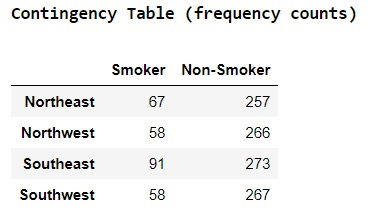 Contingency Table (frequency counts)
Smoker Non-Smoker
Northeast 67 257
Northwest 58 266
Southeast 91 273
Southwest 58 267